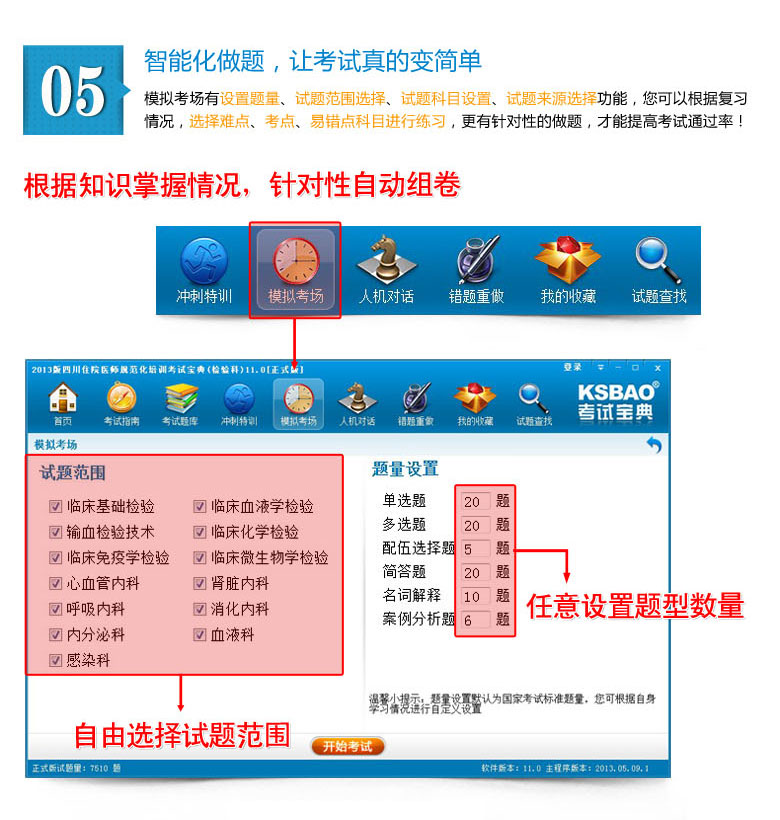 05
智能化做题，让考试真的变简单
模拟考场有设置题量、试题范围选择、试题科目设置、试题来源选择功能，您可以根据复习
情况，选择难点、考点、易错点科目进行练习，更有针对性的做题，才能提高考试通过率！
根据知识掌握情况，针对性自动组卷
冲刺特训 模拟考场 人机对话 错题重做 我的收藏 试题查找
2013版四川住院医师规范化培训考试宝典(检验科)11.0[正式版] 登录
首页 考试指南 考试题库 冲刺特训 模拟考场 人机对话 错题重做 我的收藏 试题查找
KSBAO®
考试宝典
模拟考场
试题范围
临床基础检验 临床血液学检验
输血检验技术 临床化学检验
临床免疫学检验 临床微生物学检验
心血管内科 肾脏内科
呼吸内科 消化内科
内分泌科 血液科
感染科
题量设置
单选题 20 题
多选题 20 题
配伍选择题 5 题
简答题 20 题
名词解释 10 题
案例分析题 6 题
任意设置题型数量
温馨小提示：题量设置默认为国家考试标准题量，您可根据自身
学习情况进行自定义设置
自由选择试题范围
开始考试
正式版试题量：7510 题
软件版本：11.0 主程序版本：2013.05.09.1